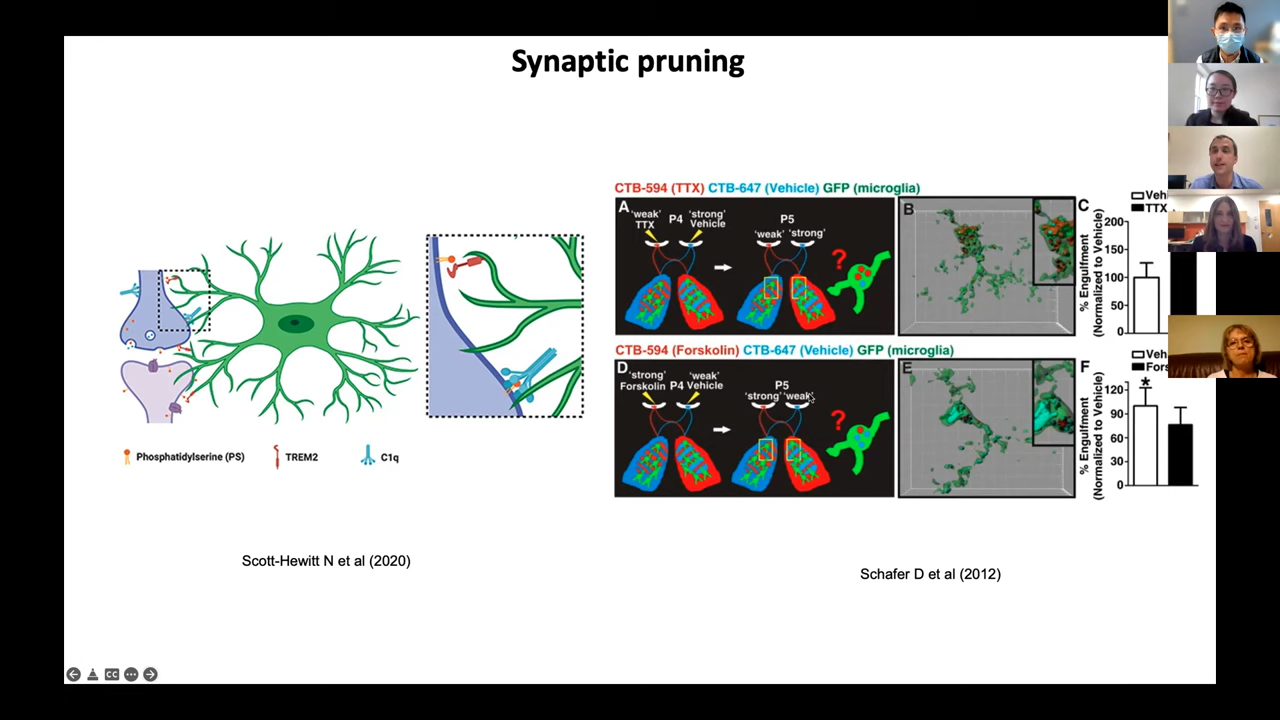 Synaptic pruning
Phosphatidylserine (PS)
TREM2
C1q
Scott-Hewitt N et al (2020)
CTB-594 (TTX) CTB-647 (Vehicle) GFP (microglia)
A
'weak'
TTX
P4
'strong'
Vehicle
P5
'weak' 'strong'
?
B
C
Veh
TTX
% Engulfment
(Normalized to Vehicle)
200
150
100
50
0
CTB-594 (Forskolin) CTB-647 (Vehicle) GFP (microglia)
D
'strong'
Forskolin
P4
'weak'
Vehicle
P5
'strong' 'weak'
?
E
F
Veh
Fors
% Engulfment
(Normalized to Vehicle)
120
90
60
30
0
*
Schafer D et al (2012)
CC